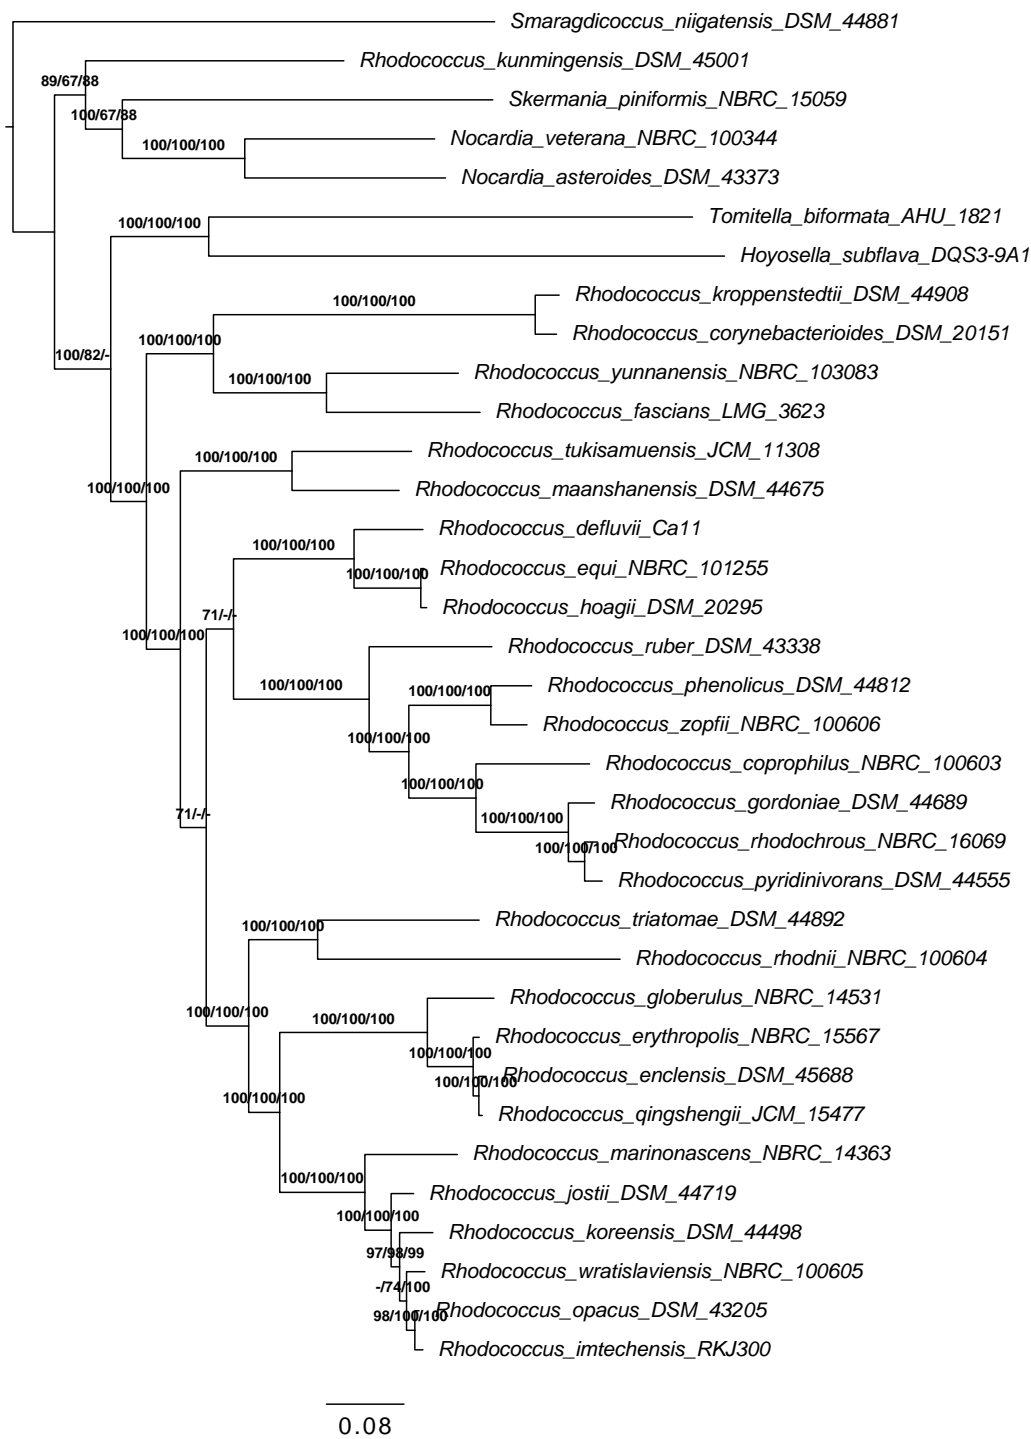 Smaragdicoccus_niigatensis_DSM_44881
Rhodococcus_kunmingensis_DSM_45001
89/67/88
Skermania_piniformis_NBRC_15059
100/67/88
Nocardia_veterana_NBRC_100344
100/100/100
Nocardia_asteroides_DSM_43373
Tomitella_biformata_AHU_1821
100/100/100
Hoyosella_subflava_DQS3-9A1
Rhodococcus_kroppenstedtii_DSM_44908
100/100/100
Rhodococcus_corynebacterioides_DSM_20151
100/100/100
100/82/-
Rhodococcus_yunnanensis_NBRC_103083
100/100/100
Rhodococcus_fascians_LMG_3623
Rhodococcus_tukisamuensis_JCM_11308
100/100/100
Rhodococcus_maanshanensis_DSM_44675
100/100/100
Rhodococcus_defluvii_Ca11
100/100/100
Rhodococcus_equi_NBRC_101255
100/100/100
Rhodococcus_hoagii_DSM_20295
71/-/-
100/100/100
Rhodococcus_ruber_DSM_43338
Rhodococcus_phenolicus_DSM_44812
100/100/100
100/100/100
Rhodococcus_zopfii_NBRC_100606
100/100/100
Rhodococcus_coprophilus_NBRC_100603
100/100/100
Rhodococcus_gordoniae_DSM_44689
71/-/-
100/100/100
Rhodococcus_rhodochrous_NBRC_16069
100/100/100
Rhodococcus_pyridinivorans_DSM_44555
Rhodococcus_triatomae_DSM_44892
100/100/100
Rhodococcus_rhodnii_NBRC_100604
Rhodococcus_globerulus_NBRC_14531
100/100/100
100/100/100
Rhodococcus_erythropolis_NBRC_15567
100/100/100
Rhodococcus_enclensis_DSM_45688
100/100/100
100/100/100
Rhodococcus_qingshengii_JCM_15477
Rhodococcus_marinonascens_NBRC_14363
100/100/100
Rhodococcus_jostii_DSM_44719
100/100/100
Rhodococcus_koreensis_DSM_44498
97/98/99
Rhodococcus_wratislaviensis_NBRC_100605
-/74/100
Rhodococcus_opacus_DSM_43205
98/100/100
Rhodococcus_imtechensis_RKJ300
0.08